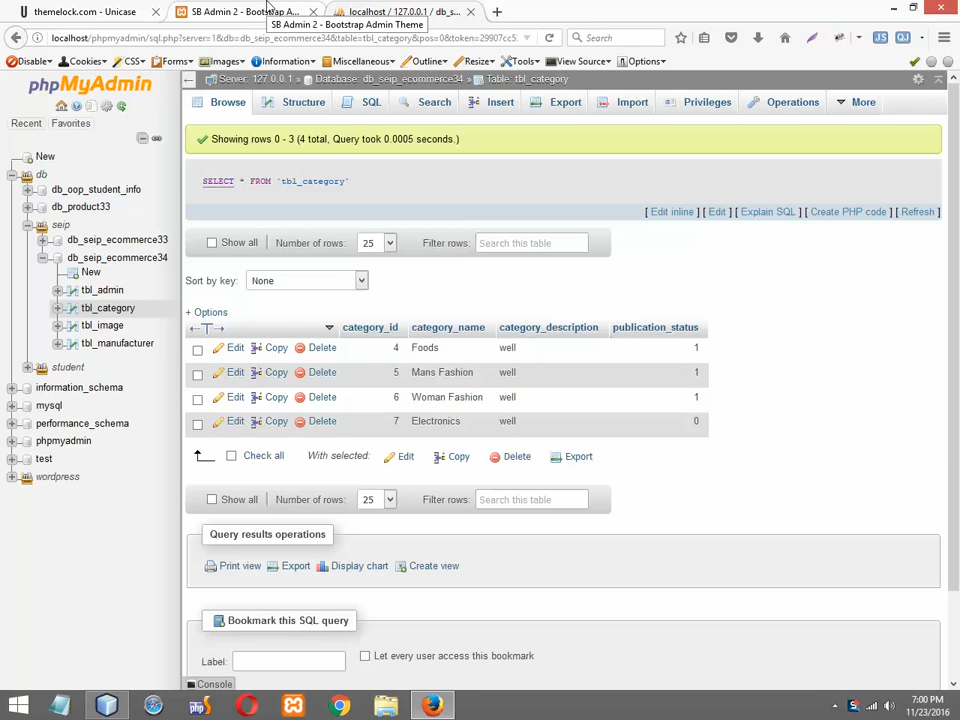 themelock.com - Unicase
SB Admin 2 - Bootstrap A...
localhost / 127.0.0.1 / db_s...
SB Admin 2 - Bootstrap Admin Theme
localhost/phpmyadmin/sql.php?server=1&db=db_seip_ecommerce34&table=tbl_category&pos=0&token=29907cc5
Search
Disable
Cookies
CSS
Forms
Images
Information
Miscellaneous
Outline
Resize
Tools
View Source
Options
phpMyAdmin
Recent
Favorites
New
db
db_oop_student_info
db_product33
seip
db_seip_ecommerce33
db_seip_ecommerce34
New
tbl_admin
tbl_category
tbl_image
tbl_manufacturer
student
information_schema
mysql
performance_schema
phpmyadmin
test
wordpress
Server: 127.0.0.1 » Database: db_seip_ecommerce34 » Table: tbl_category
Browse
Structure
SQL
Search
Insert
Export
Import
Privileges
Operations
More
Showing rows 0 - 3 (4 total, Query took 0.0005 seconds.)
SELECT * FROM `tbl_category`
[ Edit inline ] [ Edit ] [ Explain SQL ] [ Create PHP code ] [ Refresh ]
Show all
Number of rows: 25
Filter rows: Search this table
Sort by key: None
+ Options
category_id category_name category_description publication_status
Edit Copy Delete 4 Foods well 1
Edit Copy Delete 5 Mans Fashion well 1
Edit Copy Delete 6 Woman Fashion well 1
Edit Copy Delete 7 Electronics well 0
Check all With selected: Edit Copy Delete Export
Show all
Number of rows: 25
Filter rows: Search this table
Query results operations
Print view Export Display chart Create view
Bookmark this SQL query
Label:
Let every user access this bookmark
Console
7:00 PM
11/23/2016